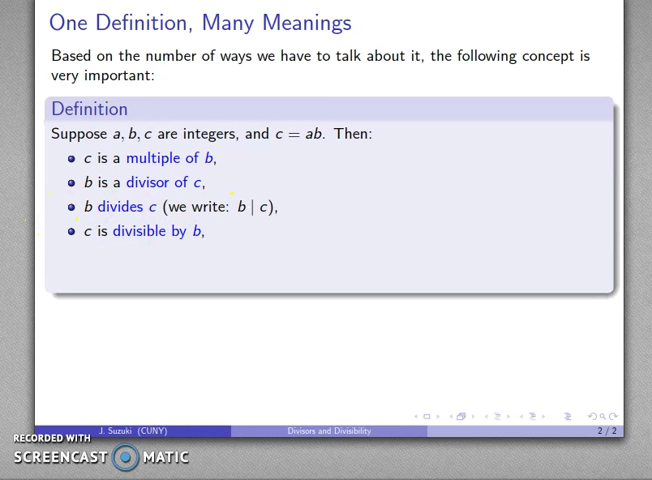 One Definition, Many Meanings
Based on the number of ways we have to talk about it, the following concept is
very important:
Definition
Suppose a, b, c are integers, and c = ab. Then:
c is a multiple of b,
b is a divisor of c,
b divides c (we write: b | c),
c is divisible by b,
J. Suzuki (CUNY) Divisors and Divisibility 2 / 2
RECORDED WITH
SCREENCAST MATIC